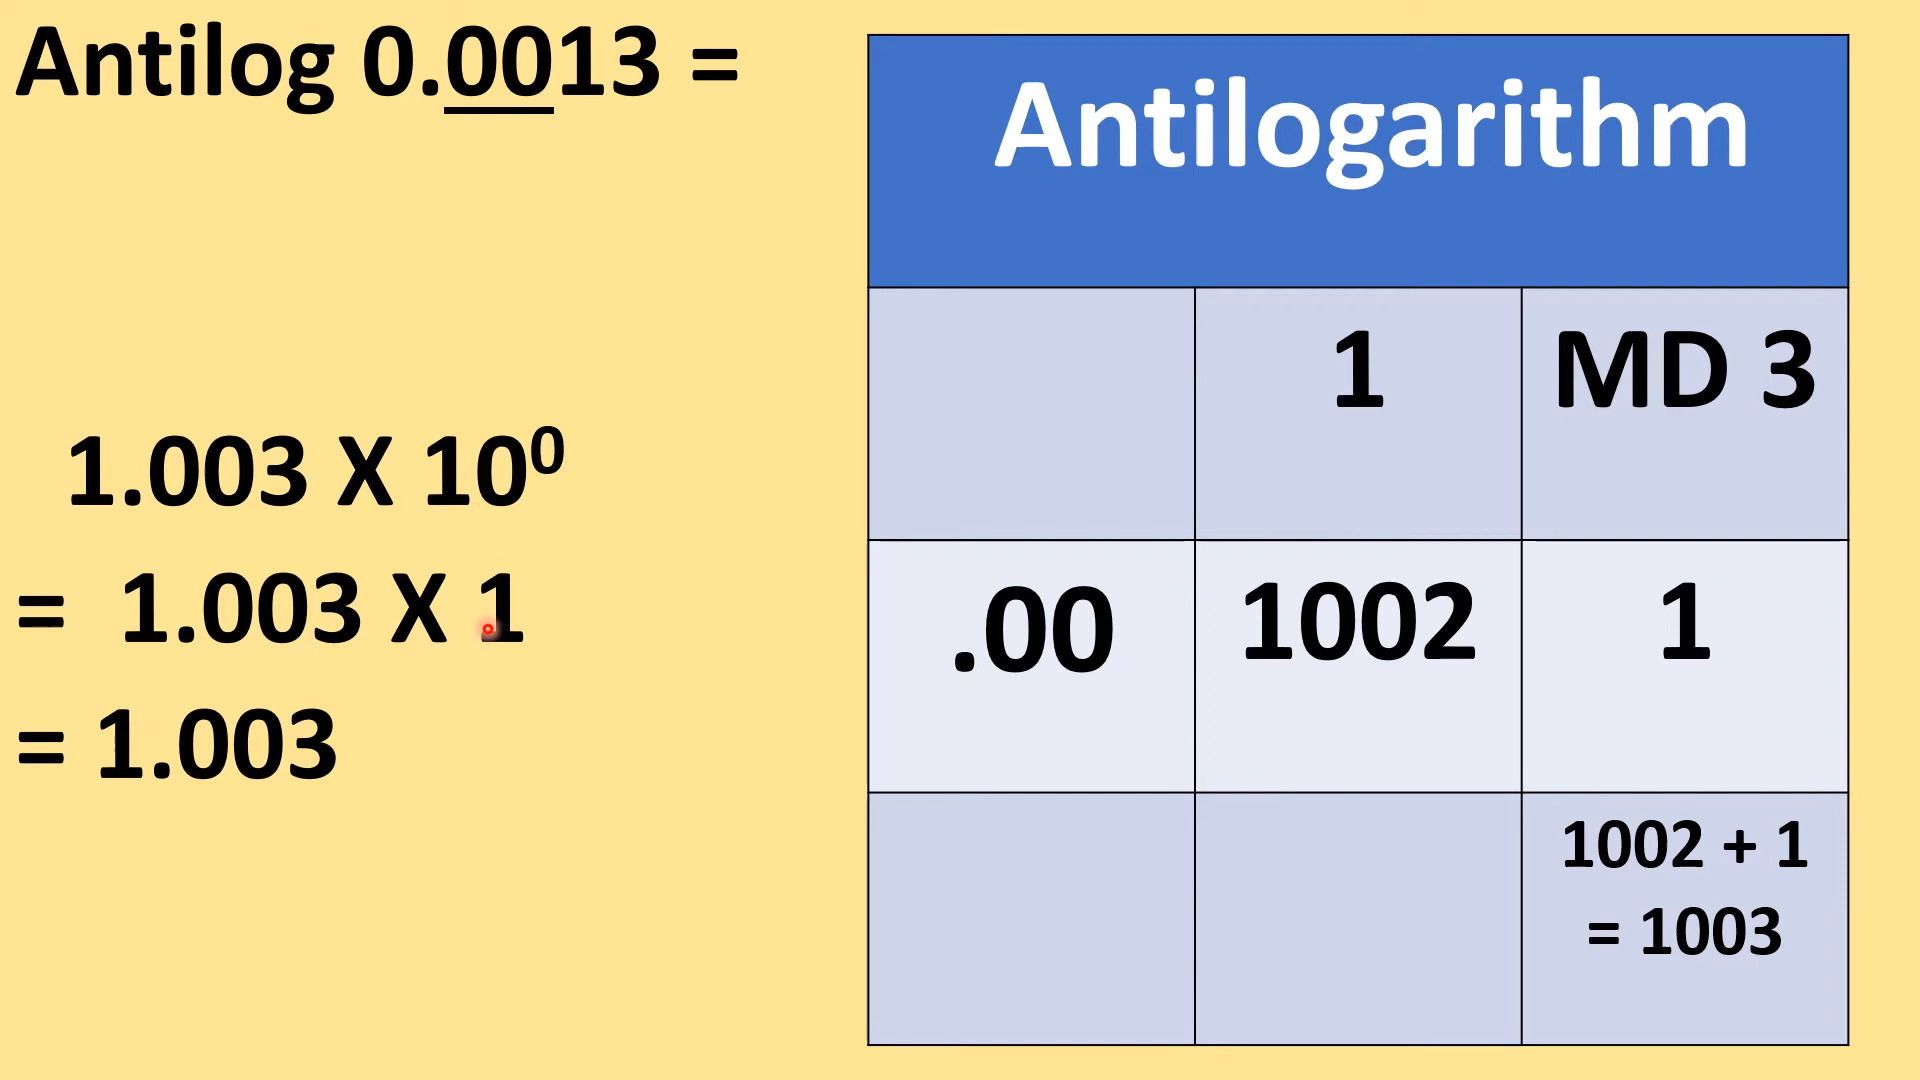 Antilog 0.0013 =
1.003 X 10⁰
= 1.003 X 1
= 1.003
Antilogarithm
1 MD 3
.00 1002 1
1002 + 1
= 1003